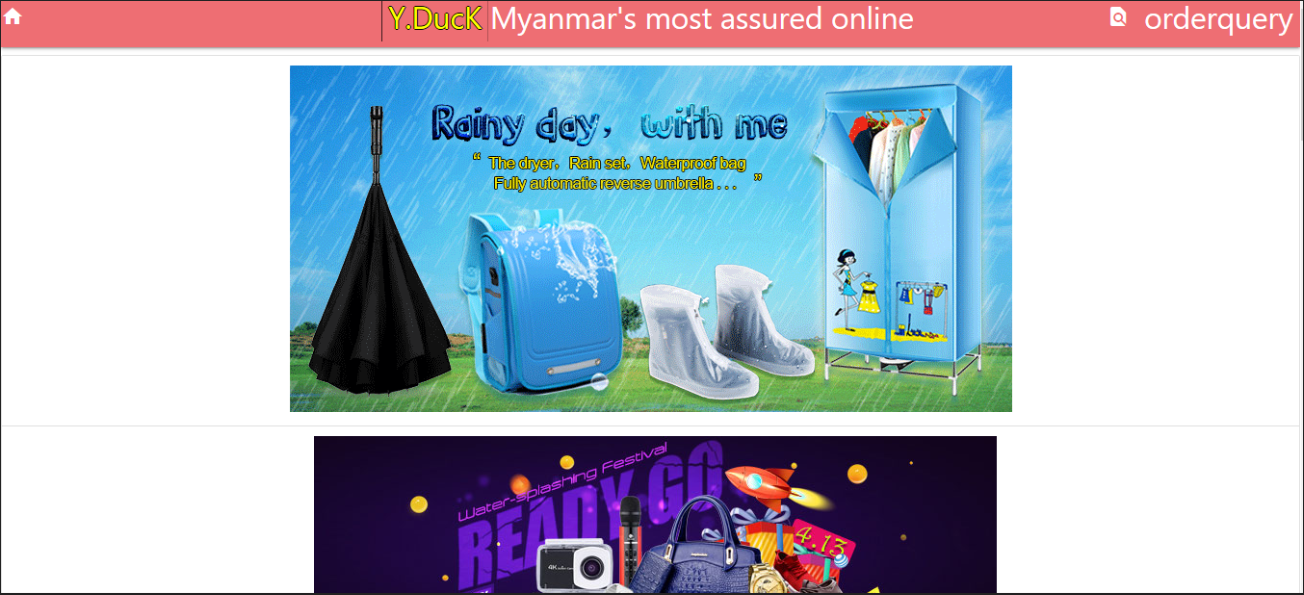 Y.DucK Myanmar's most assured online
orderquery
Rainy day, with me
“ The dryer, Rain set, Waterproof bag
Fully automatic reverse umbrella . . . ”
Water-splashing Festival
READY GO
4.13
4K